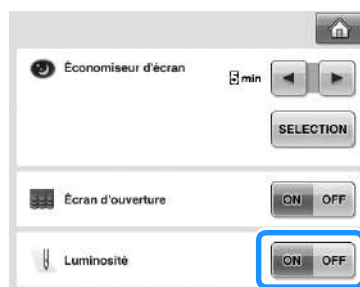 Économiseur d'écran
5 min
SELECTION
Écran d'ouverture
ON OFF
Luminosité
ON OFF